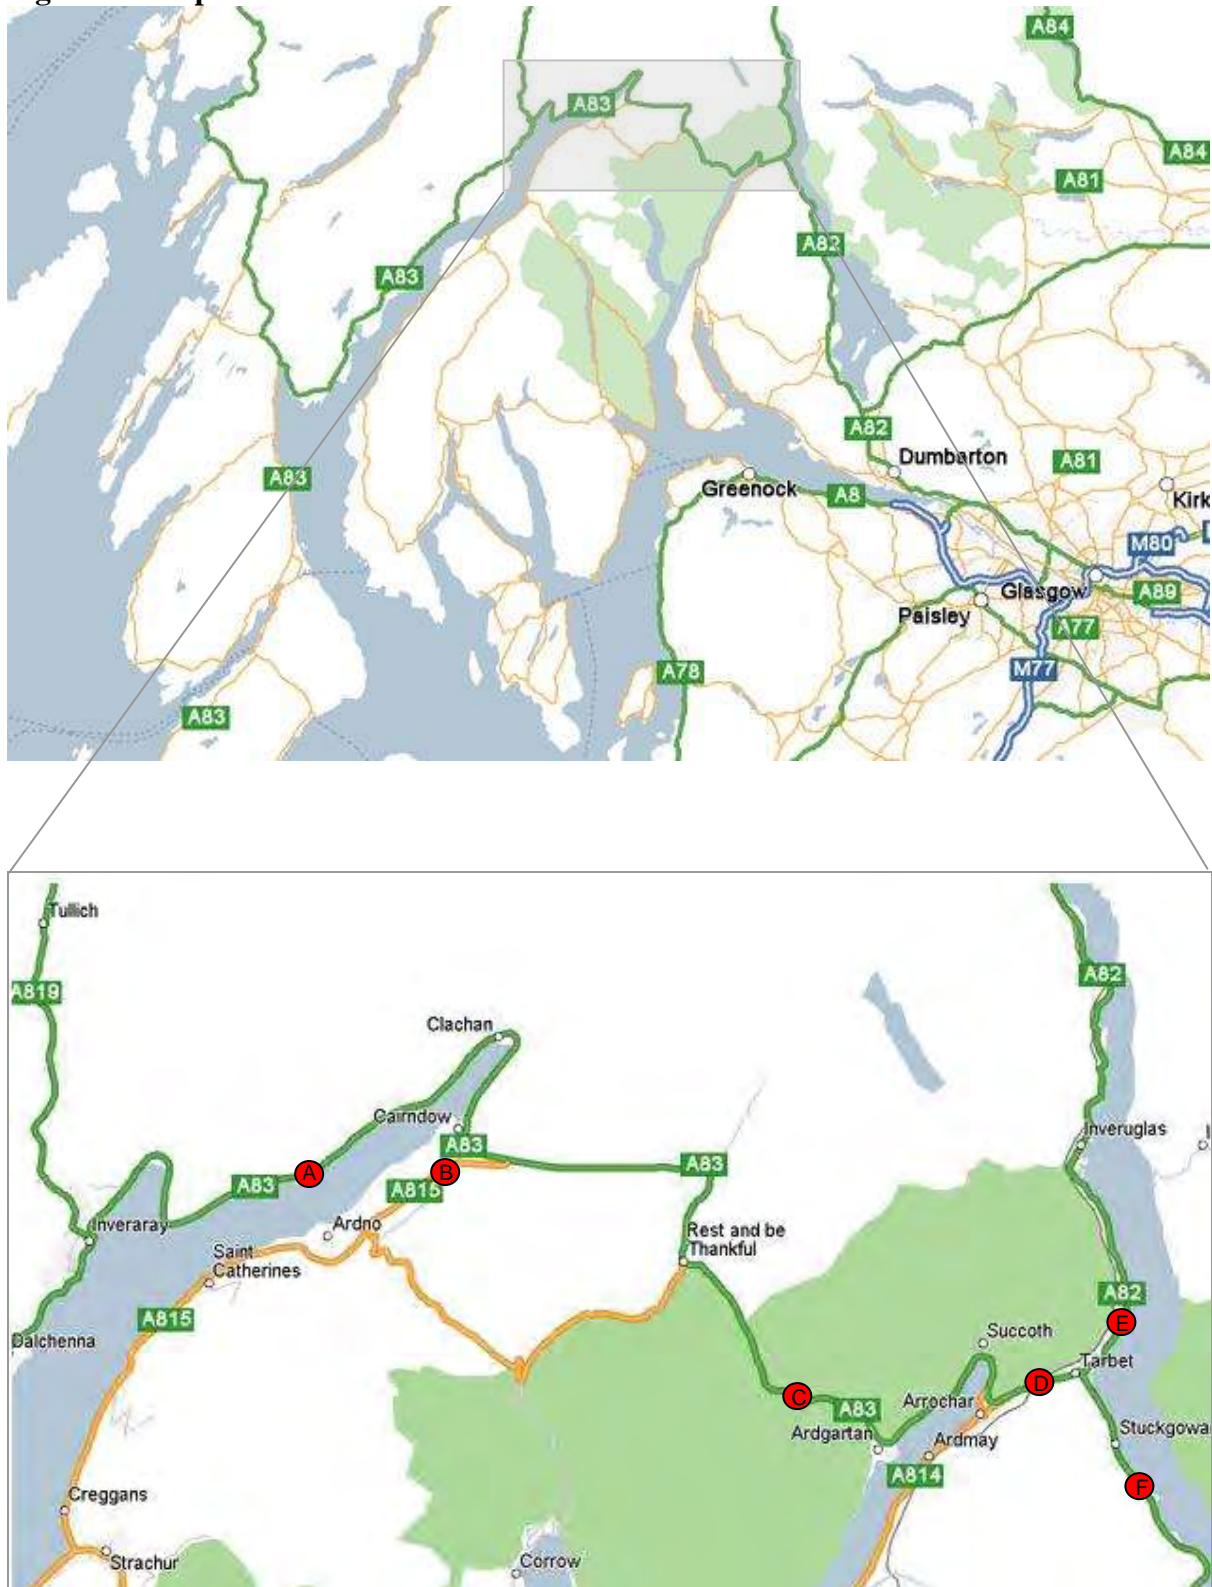 A84
A83
A84
A81
A82
A83
A82
Dumbarton
A81
A83
Greenock
A8
Kirk
M80
Glasgow
A89
Paisley
A77
A78
M77
A83
Tullich
A819
A82
Clachan
Cairndow
A83
Inveruglas
A
B
A83
A83
A815
Inveraray
Ardno
Rest and be
Thankful
Saint
Catherines
A815
A82
E
Dalchenna
Succoth
Tarbet
D
C
A83
Arrochar
Ardgartan
Ardmay
Stuckgowa
A814
F
Creggans
Strachur
Corrow